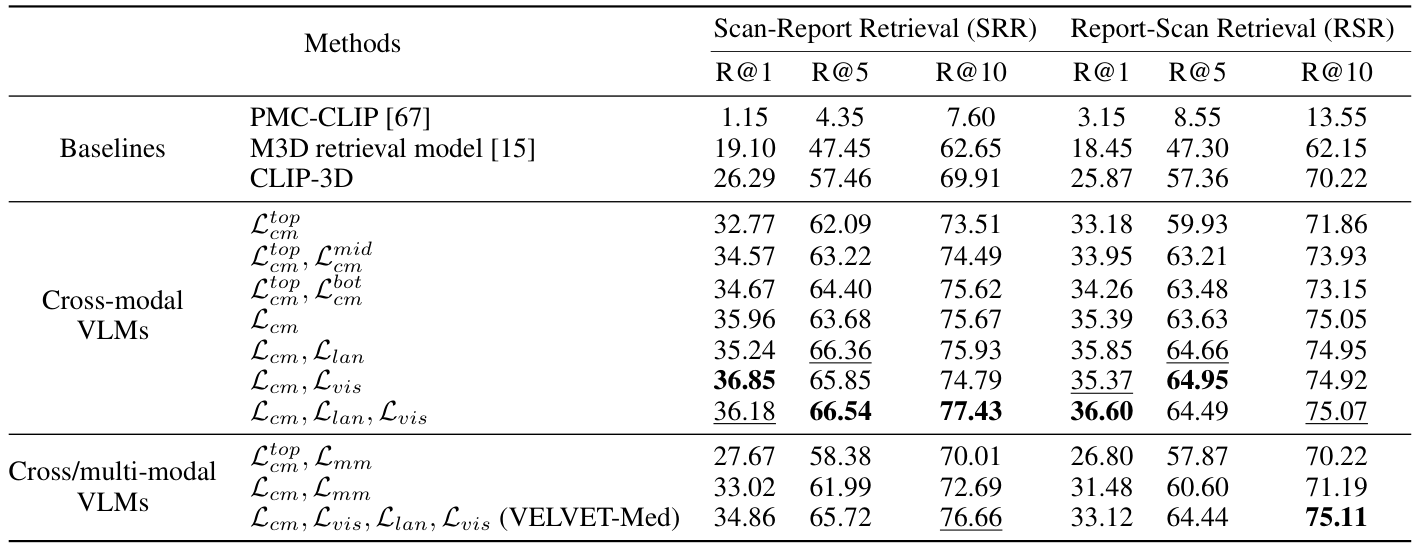 Methods Scan-Report Retrieval (SRR) Report-Scan Retrieval (RSR)
R@1 R@5 R@10 R@1 R@5 R@10
Baselines
PMC-CLIP [67] 1.15 4.35 7.60 3.15 8.55 13.55
M3D retrieval model [15] 19.10 47.45 62.65 18.45 47.30 62.15
CLIP-3D 26.29 57.46 69.91 25.87 57.36 70.22
Cross-modal VLMs
$\mathcal{L}_{cm}^{top}$ 32.77 62.09 73.51 33.18 59.93 71.86
$\mathcal{L}_{cm}^{top}, \mathcal{L}_{cm}^{mid}$ 34.57 63.22 74.49 33.95 63.21 73.93
$\mathcal{L}_{cm}^{top}, \mathcal{L}_{cm}^{bot}$ 34.67 64.40 75.62 34.26 63.48 73.15
$\mathcal{L}_{cm}$ 35.96 63.68 75.67 35.39 63.63 75.05
$\mathcal{L}_{cm}, \mathcal{L}_{lan}$ 35.24 66.36 75.93 35.85 64.66 74.95
$\mathcal{L}_{cm}, \mathcal{L}_{vis}$ 36.85 65.85 74.79 35.37 64.95 74.92
$\mathcal{L}_{cm}, \mathcal{L}_{lan}, \mathcal{L}_{vis}$ 36.18 66.54 77.43 36.60 64.49 75.07
Cross/multi-modal VLMs
$\mathcal{L}_{cm}^{top}, \mathcal{L}_{mm}$ 27.67 58.38 70.01 26.80 57.87 70.22
$\mathcal{L}_{cm}, \mathcal{L}_{mm}$ 33.02 61.99 72.69 31.48 60.60 71.19
$\mathcal{L}_{cm}, \mathcal{L}_{vis}, \mathcal{L}_{lan}, \mathcal{L}_{vis}$ (VELVET-Med) 34.86 65.72 76.66 33.12 64.44 75.11